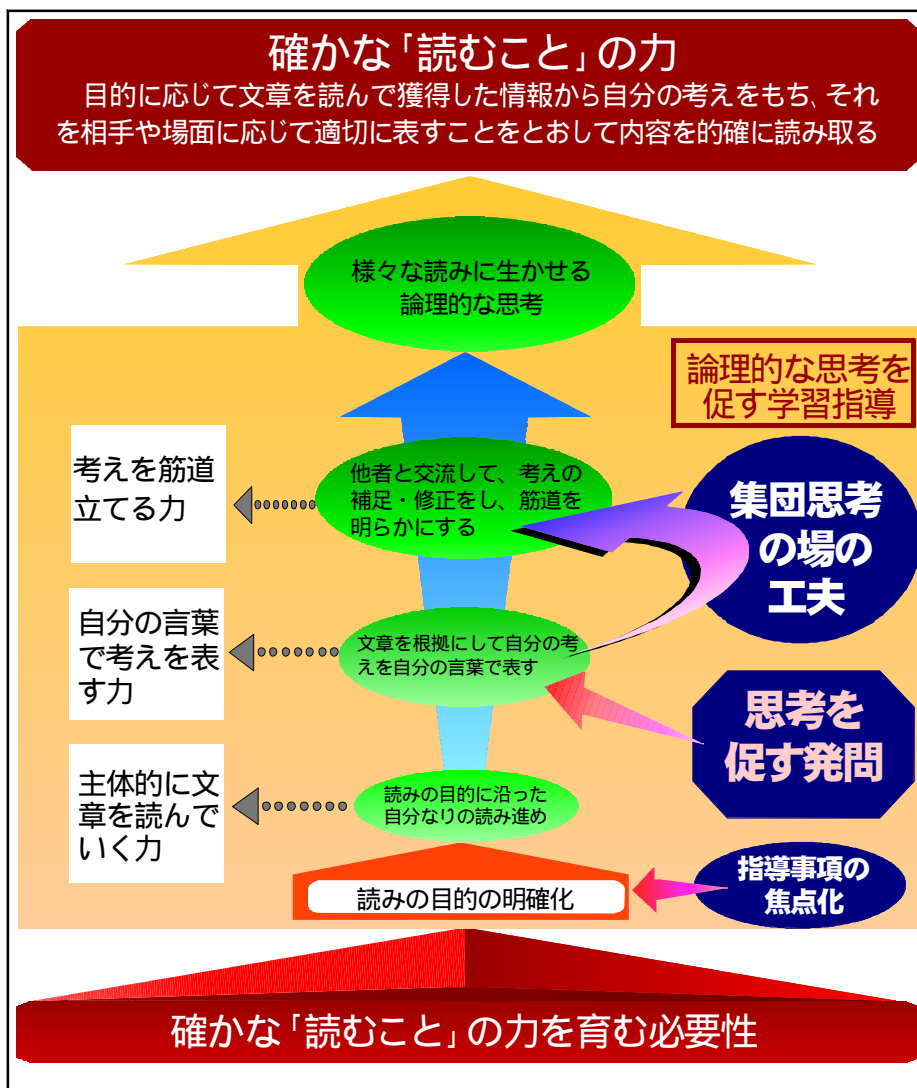 確かな「読むこと」の力
目的に応じて文章を読んで獲得した情報から自分の考えをもち、それ
を相手や場面に応じて適切に表すことをとおして内容を的確に読み取る
様々な読みに生かせる
論理的な思考
論理的な思考を
促す学習指導
考えを筋道
立てる力
他者と交流して、考えの
補足・修正をし、筋道を
明らかにする
集団思考
の場の
工夫
自分の言葉
で考えを表
す力
文章を根拠にして自分の考
えを自分の言葉で表す
思考を
促す発問
主体的に文
章を読んで
いく力
読みの目的に沿った
自分なりの読み進め
指導事項の
焦点化
読みの目的の明確化
確かな「読むこと」の力を育む必要性